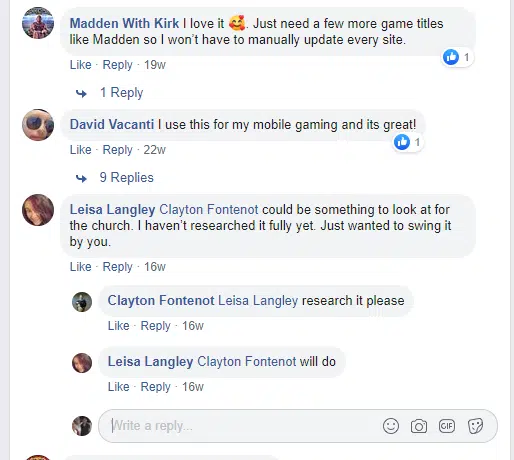 Madden With Kirk I love it 🥰. Just need a few more game titles
like Madden so I won't have to manually update every site.
1
Like · Reply · 19w
1 Reply
David Vacanti I use this for my mobile gaming and its great!
1
Like · Reply · 22w
9 Replies
Leisa Langley Clayton Fontenot could be something to look at for
the church. I haven't researched it fully yet. Just wanted to swing it
by you.
Like · Reply · 16w
Clayton Fontenot Leisa Langley research it please
Like · Reply · 16w
Leisa Langley Clayton Fontenot will do
Like · Reply · 16w
Write a reply...
GIF